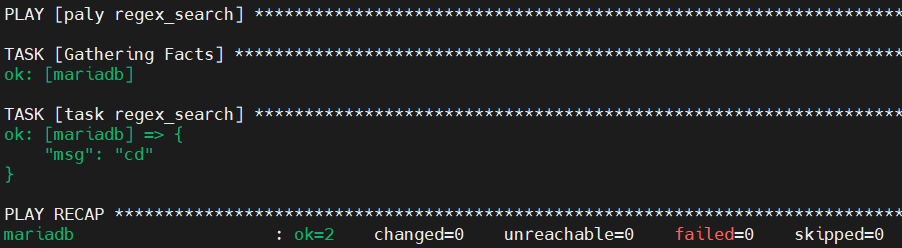 PLAY [paly regex_search] *****************************************************************
TASK [Gathering Facts] *******************************************************************
ok: [mariadb]
TASK [task regex_search] *****************************************************************
ok: [mariadb] => {
    "msg": "cd"
}
PLAY RECAP *******************************************************************************
mariadb                    : ok=2    changed=0    unreachable=0    failed=0    skipped=0